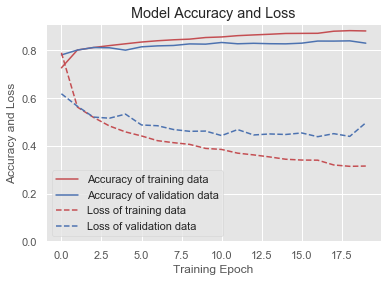 Model Accuracy and Loss
Accuracy and Loss
0.8
0.6
0.4
0.2
0.0
Accuracy of training data
Accuracy of validation data
Loss of training data
Loss of validation data
0.0 2.5 5.0 7.5 10.0 12.5 15.0 17.5
Training Epoch